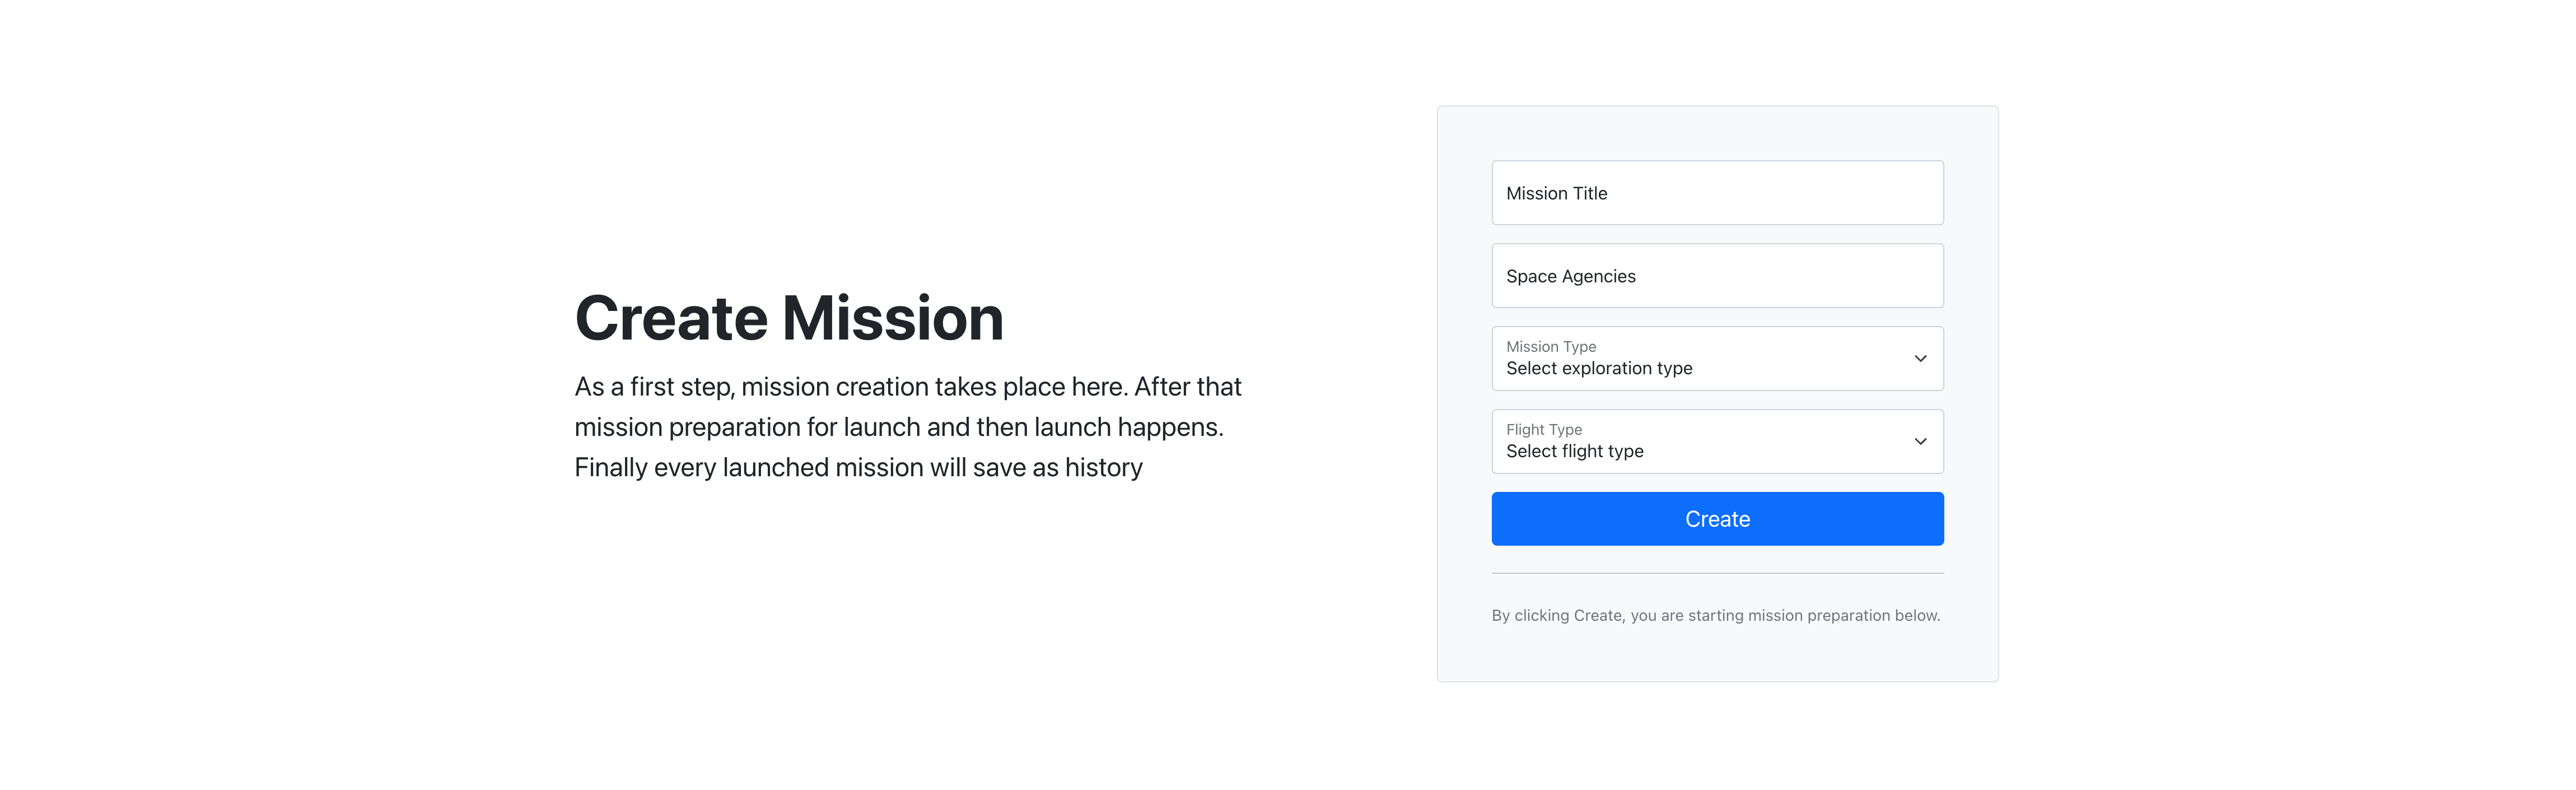 Create Mission
As a first step, mission creation takes place here. After that
mission preparation for launch and then launch happens.
Finally every launched mission will save as history
Mission Title
Space Agencies
Mission Type
Select exploration type
Flight Type
Select flight type
Create
By clicking Create, you are starting mission preparation below.